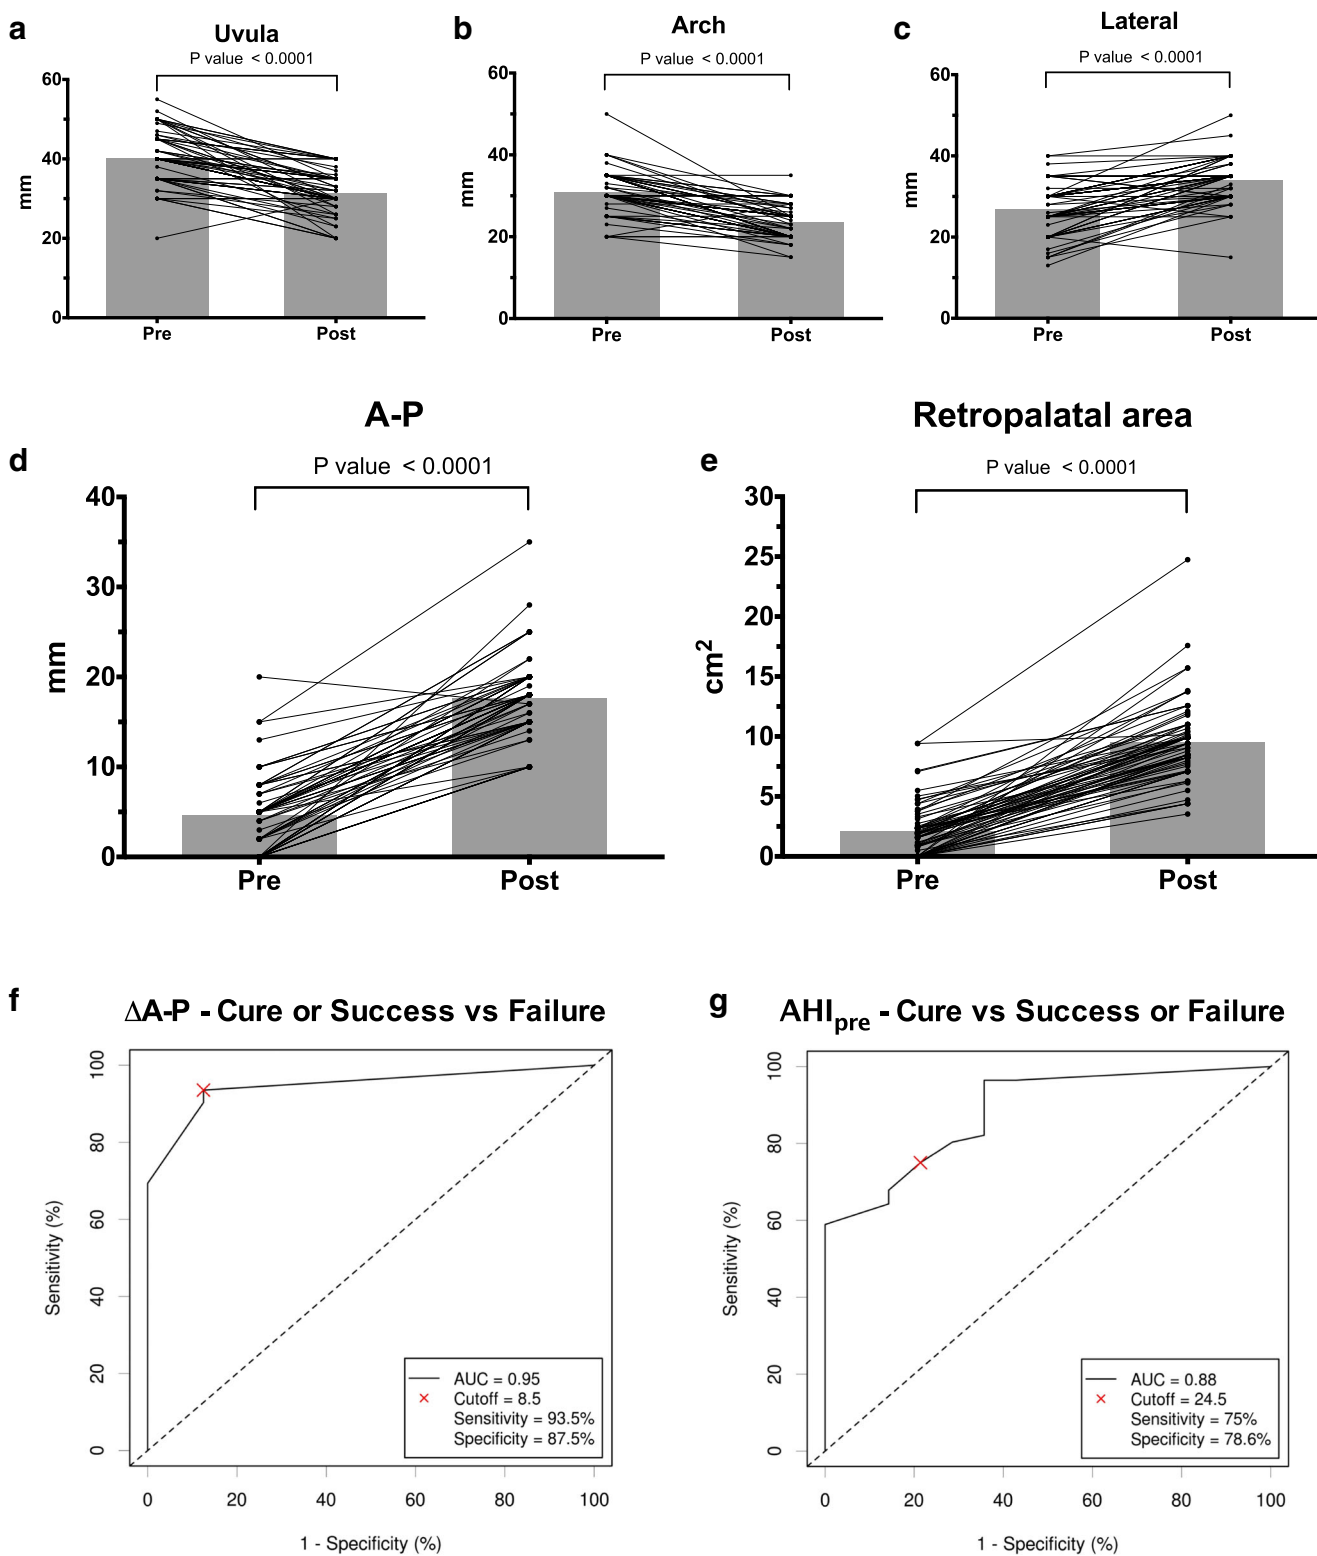 a
Uvula
P value < 0.0001
60
40
20
0
mm
Pre
Post
b
Arch
P value < 0.0001
60
40
20
0
mm
Pre
Post
c
Lateral
P value < 0.0001
60
40
20
0
mm
Pre
Post
d
A-P
P value < 0.0001
40
30
20
10
0
mm
Pre
Post
e
Retropalatal area
P value < 0.0001
30
25
20
15
10
5
0
cm²
Pre
Post
f
ΔA-P - Cure or Success vs Failure
100
80
60
40
20
0
Sensitivity (%)
AUC = 0.95
Cutoff = 8.5
Sensitivity = 93.5%
Specificity = 87.5%
0 20 40 60 80 100
1 - Specificity (%)
g
AHIpre - Cure vs Success or Failure
100
80
60
40
20
0
Sensitivity (%)
AUC = 0.88
Cutoff = 24.5
Sensitivity = 75%
Specificity = 78.6%
0 20 40 60 80 100
1 - Specificity (%)